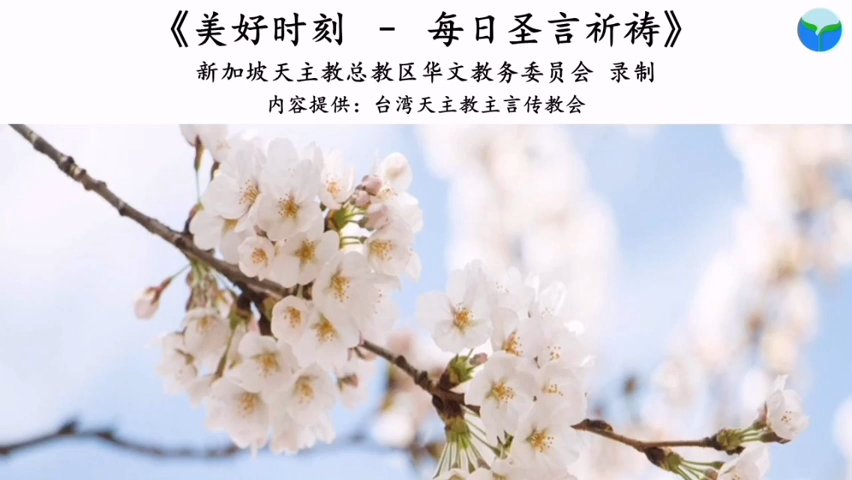 《美好时刻 - 每日圣言祈祷》
新加坡天主教总教区华文教务委员会 录制
内容提供：台湾天主教主言传教会